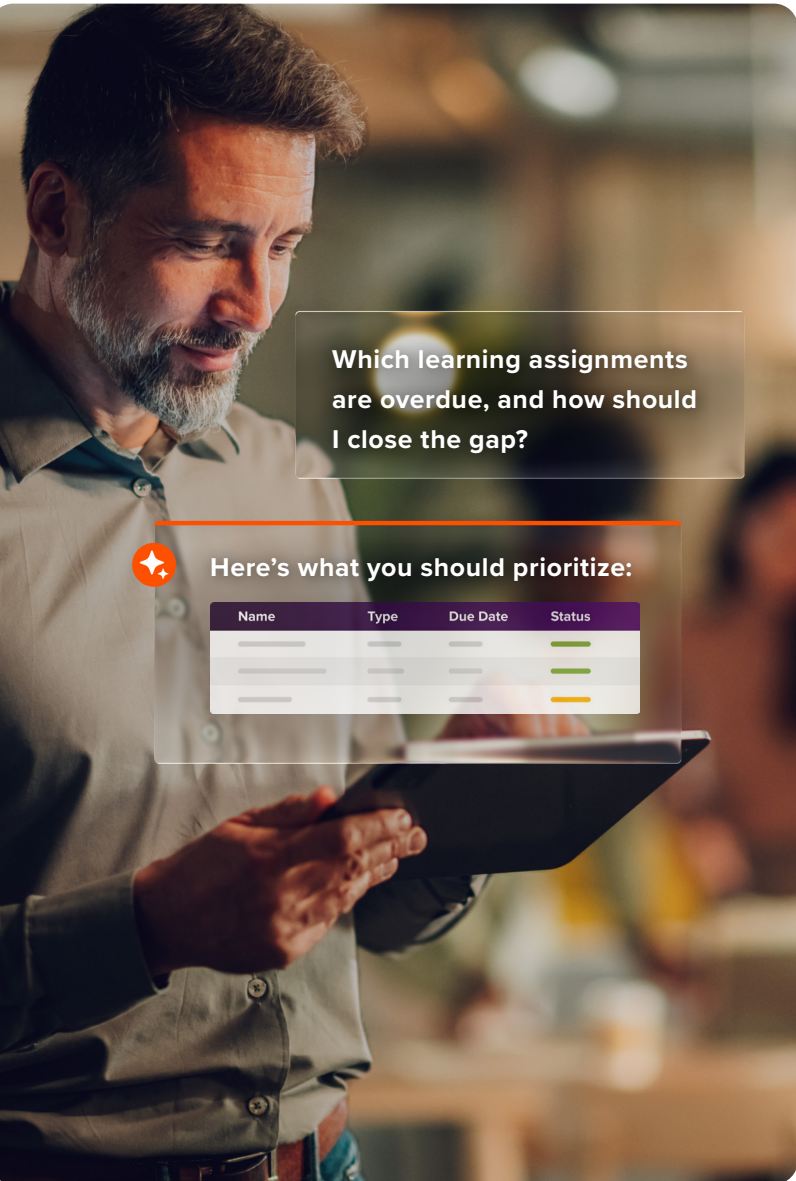 Which learning assignments
are overdue, and how should
I close the gap?
Here’s what you should prioritize:
Name Type Due Date Status